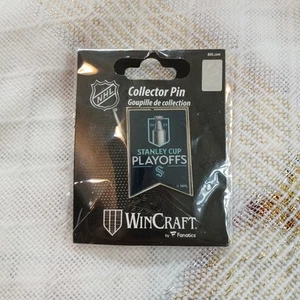 NHL
Collector Pin
Goupille de collection
STANLEY CUP
PLAYOFFS
WINCRAFT
by Fanatics